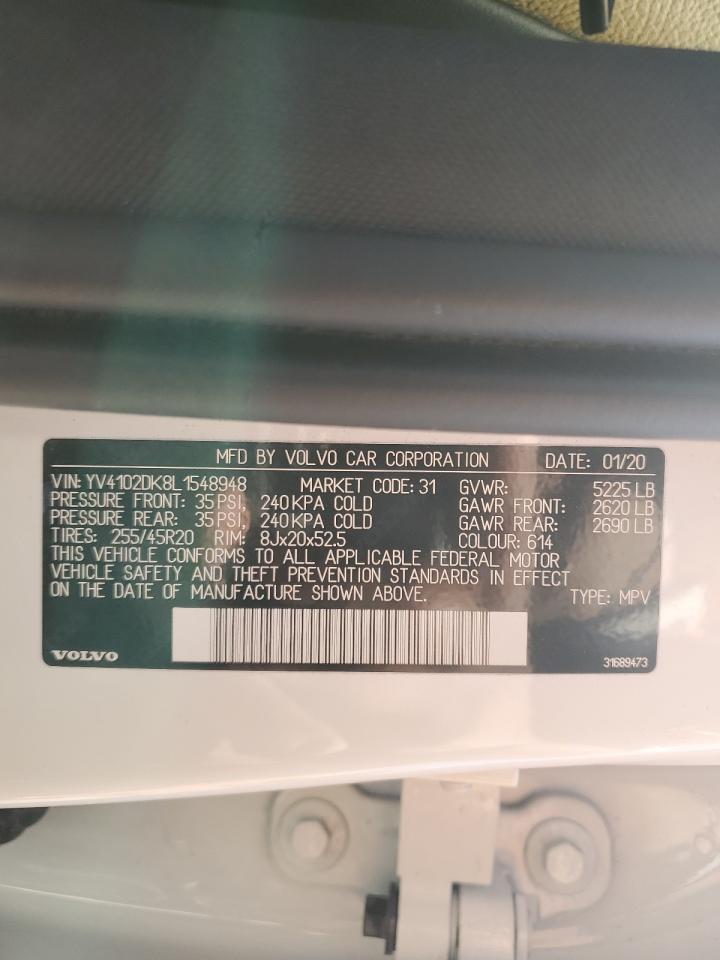 MFD BY VOLVO CAR CORPORATION DATE: 01/20
VIN: YV4102DK8L1548948 MARKET CODE: 31 GVWR: 5225 LB
PRESSURE FRONT: 35 PSI, 240 KPA COLD GAWR FRONT: 2620 LB
PRESSURE REAR: 35 PSI, 240 KPA COLD GAWR REAR: 2690 LB
TIRES: 255/45R20 RIM: 8Jx20x52.5 COLOUR: 614
THIS VEHICLE CONFORMS TO ALL APPLICABLE FEDERAL MOTOR
VEHICLE SAFETY AND THEFT PREVENTION STANDARDS IN EFFECT
ON THE DATE OF MANUFACTURE SHOWN ABOVE. TYPE: MPV
VOLVO 31689473